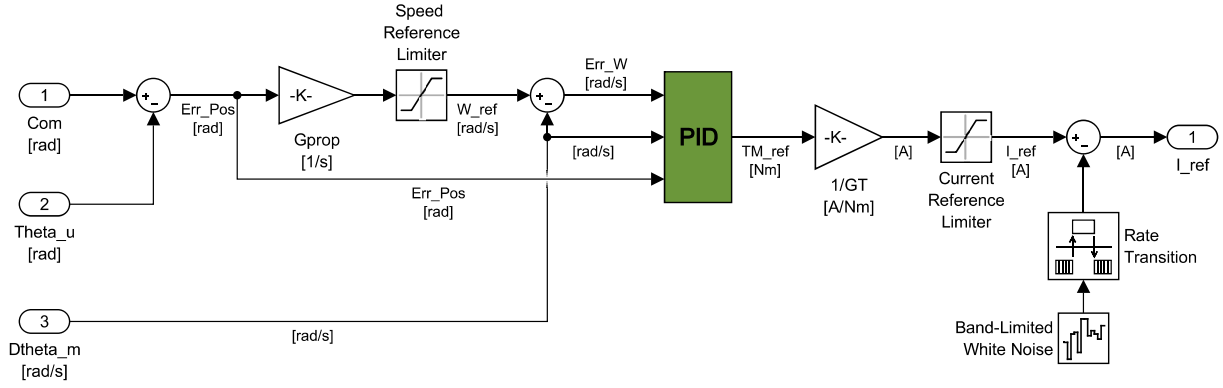 Speed
Reference
Limiter
1
Com
[rad]
+
-
Err_Pos
[rad]
-K-
Gprop
[1/s]
W_ref
[rad/s]
+
-
Err_W
[rad/s]
[rad/s]
Err_Pos
[rad]
PID
TM_ref
[Nm]
-K-
1/GT
[A/Nm]
[A]
Current
Reference
Limiter
I_ref
[A]
+
-
[A]
1
I_ref
2
Theta_u
[rad]
Rate
Transition
3
Dtheta_m
[rad/s]
[rad/s]
Band-Limited
White Noise